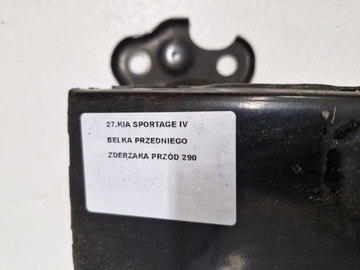 27.KIA SPORTAGE IV
BELKA PRZEDNIEGO
ZDERZAKA PRZÓD 290